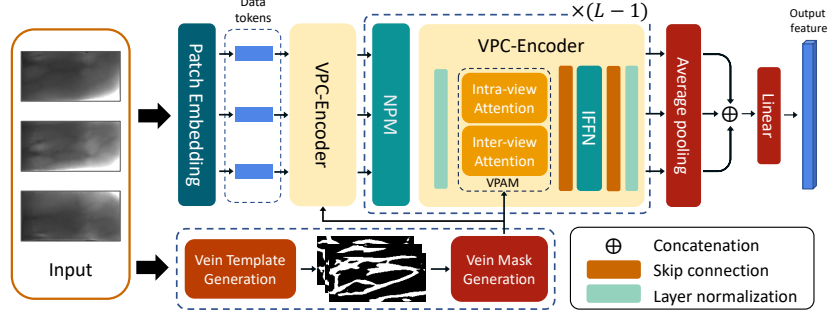 Input
Patch Embedding
Data
tokens
VPC-Encoder
NPM
×(L − 1)
VPC-Encoder
Intra-view
Attention
Inter-view
Attention
VPAM
IFFN
Average pooling
⊕
Linear
Output
feature
Vein Template
Generation
Vein Mask
Generation
⊕ Concatenation
Skip connection
Layer normalization